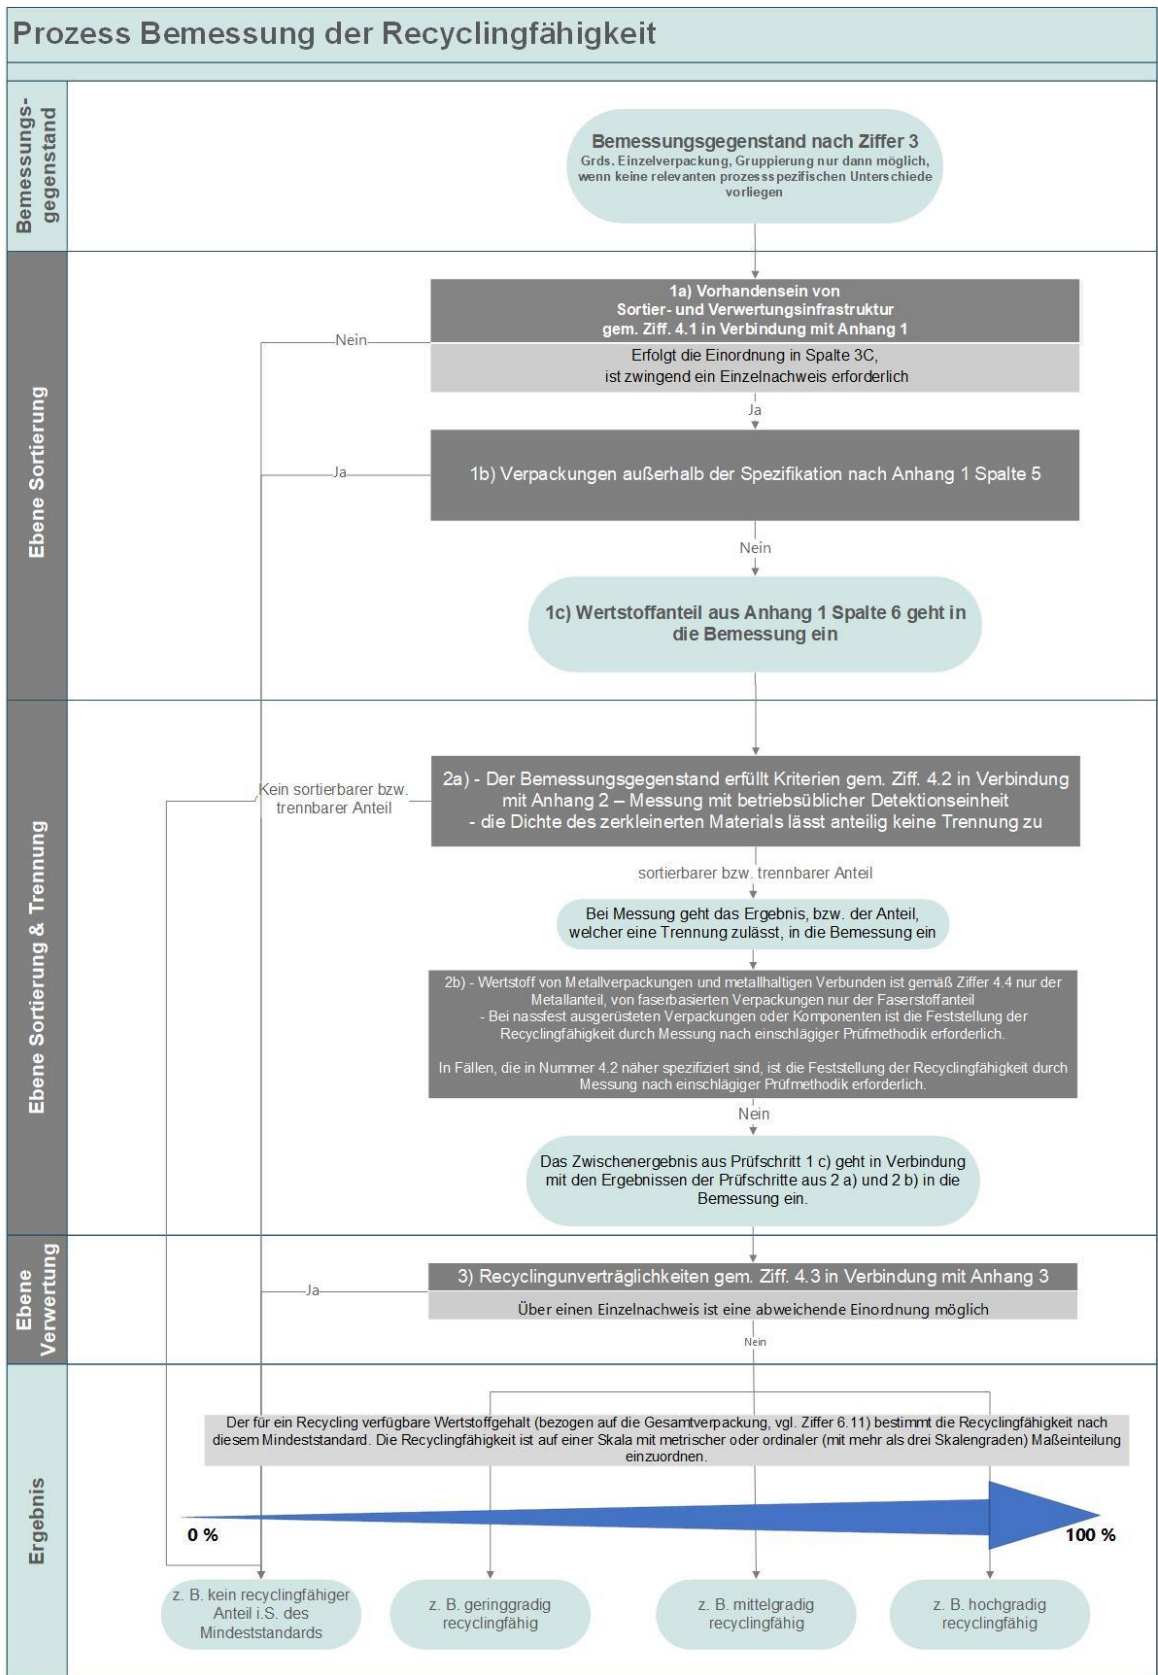 Prozess Bemessung der Recyclingfähigkeit
Bemessungs-
gegenstand
Bemessungsgegenstand nach Ziffer 3
Grds. Einzelverpackung, Gruppierung nur dann möglich,
wenn keine relevanten prozessspezifischen Unterschiede
vorliegen
Ebene Sortierung
1a) Vorhandensein von
Sortier- und Verwertungsinfrastruktur
gem. Ziff. 4.1 in Verbindung mit Anhang 1
Nein
Erfolgt die Einordnung in Spalte 3C,
ist zwingend ein Einzelnachweis erforderlich
Ja
Ja
1b) Verpackungen außerhalb der Spezifikation nach Anhang 1 Spalte 5
Nein
1c) Wertstoffanteil aus Anhang 1 Spalte 6 geht in
die Bemessung ein
Ebene Sortierung & Trennung
Kein sortierbarer bzw.
trennbarer Anteil
2a) - Der Bemessungsgegenstand erfüllt Kriterien gem. Ziff. 4.2 in Verbindung
mit Anhang 2 – Messung mit betriebsüblicher Detektionseinheit
- die Dichte des zerkleinerten Materials lässt anteilig keine Trennung zu
sortierbarer bzw. trennbarer Anteil
Bei Messung geht das Ergebnis, bzw. der Anteil,
welcher eine Trennung zulässt, in die Bemessung ein
2b) - Wertstoff von Metallverpackungen und metallhaltigen Verbunden ist gemäß Ziffer 4.4 nur der
Metallanteil, von faserbasierten Verpackungen nur der Faserstoffanteil
- Bei nassfest ausgerüsteten Verpackungen oder Komponenten ist die Feststellung der
Recyclingfähigkeit durch Messung nach einschlägiger Prüfmethodik erforderlich.
In Fällen, die in Nummer 4.2 näher spezifiziert sind, ist die Feststellung der Recyclingfähigkeit durch
Messung nach einschlägiger Prüfmethodik erforderlich.
Nein
Das Zwischenergebnis aus Prüfschritt 1 c) geht in Verbindung
mit den Ergebnissen der Prüfschritte aus 2 a) und 2 b) in die
Bemessung ein.
Ebene
Verwertung
3) Recyclingunverträglichkeiten gem. Ziff. 4.3 in Verbindung mit Anhang 3
Ja
Über einen Einzelnachweis ist eine abweichende Einordnung möglich
Nein
Ergebnis
Der für ein Recycling verfügbare Wertstoffgehalt (bezogen auf die Gesamtverpackung, vgl. Ziffer 6.11) bestimmt die Recyclingfähigkeit nach
diesem Mindeststandard. Die Recyclingfähigkeit ist auf einer Skala mit metrischer oder ordinaler (mit mehr als drei Skalengraden) Maßeinteilung
einzuordnen.
0 %
100 %
z. B. kein recyclingfähiger
Anteil i.S. des
Mindeststandards
z. B. geringgradig
recyclingfähig
z. B. mittelgradig
recyclingfähig
z. B. hochgradig
recyclingfähig